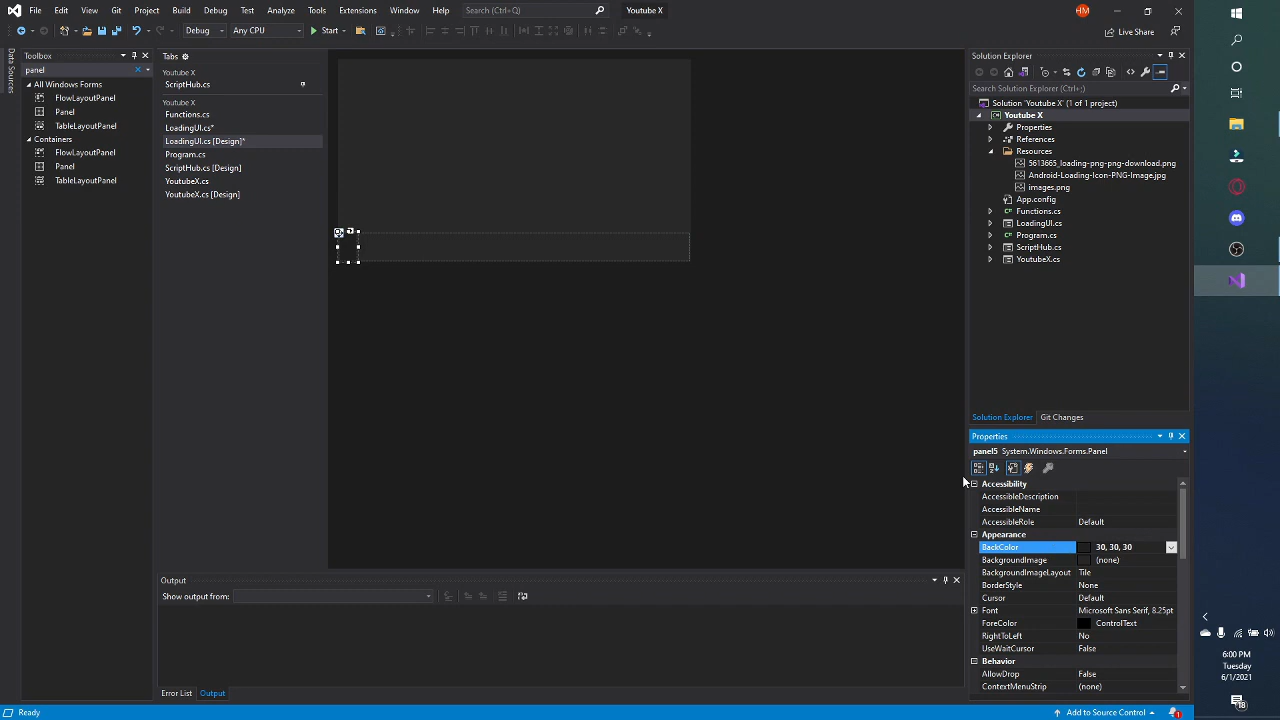 File Edit View Git Project Build Debug Test Analyze Tools Extensions Window Help Search (Ctrl+Q) Youtube X HM
Debug Any CPU Start Live Share
Data Sources
Toolbox
panel
All Windows Forms
FlowLayoutPanel
Panel
TableLayoutPanel
Containers
FlowLayoutPanel
Panel
TableLayoutPanel
Tabs
Youtube X
ScriptHub.cs
Youtube X
Functions.cs
LoadingUI.cs*
LoadingUI.cs [Design]*
Program.cs
ScriptHub.cs [Design]
YoutubeX.cs
YoutubeX.cs [Design]
Output
Show output from:
Error List Output
Solution Explorer
Search Solution Explorer (Ctrl+;)
Solution 'Youtube X' (1 of 1 project)
Youtube X
Properties
References
Resources
5613665_loading-png-png-download.png
Android-Loading-Icon-PNG-Image.jpg
images.png
App.config
Functions.cs
LoadingUI.cs
Program.cs
ScriptHub.cs
YoutubeX.cs
Solution Explorer Git Changes
Properties
panel5 System.Windows.Forms.Panel
Accessibility
AccessibleDescription
AccessibleName
AccessibleRole Default
Appearance
BackColor 30, 30, 30
BackgroundImage (none)
BackgroundImageLayout Tile
BorderStyle None
Cursor Default
Font Microsoft Sans Serif, 8.25pt
ForeColor ControlText
RightToLeft No
UseWaitCursor False
Behavior
AllowDrop False
ContextMenuStrip (none)
Ready Add to Source Control 1
6:00 PM
Tuesday
6/1/2021
18